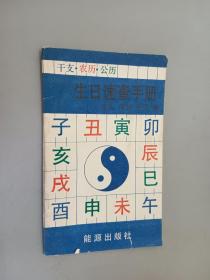 干支·农历·公历
生日速查手册
子 丑 寅 卯
亥 辰
戌 巳
酉 申 未 午
能源出版社